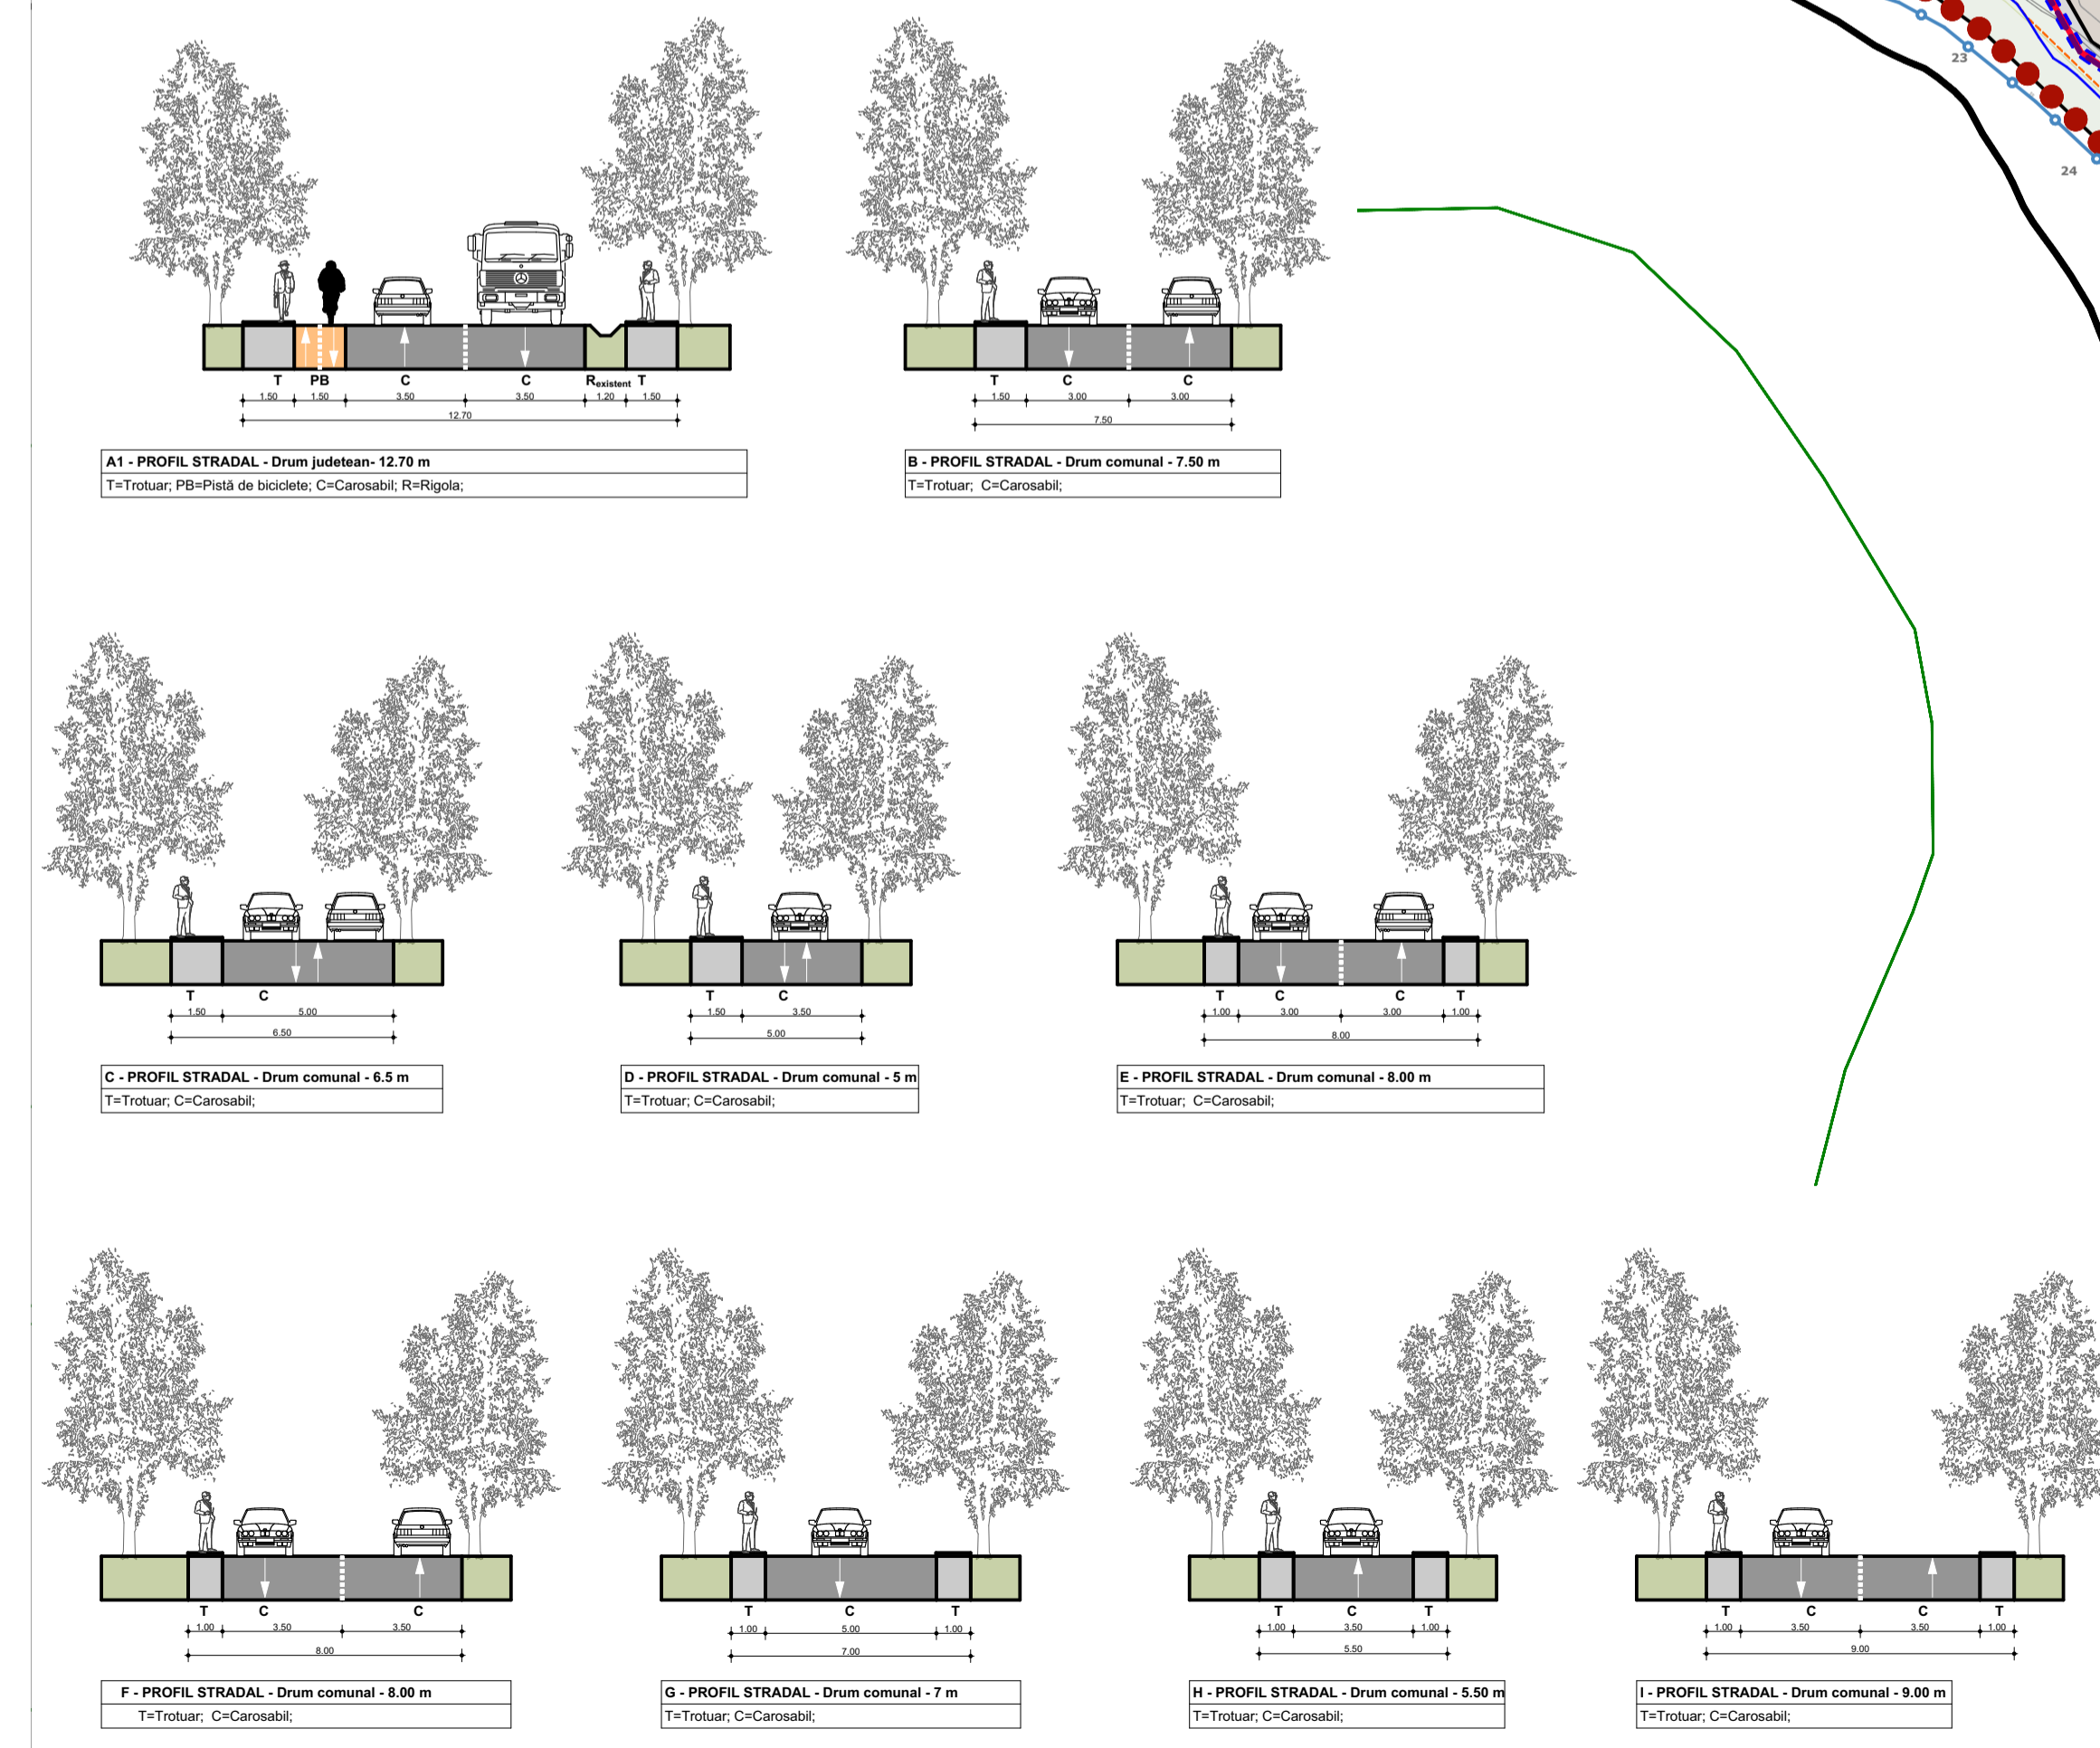 23
24
T PB C C Rexistent T
1.50 1.50 3.50 3.50 1.20 1.50
12.70
A1 - PROFIL STRADAL - Drum judetean- 12.70 m
T=Trotuar; PB=Pistă de biciclete; C=Carosabil; R=Rigola;
T C C
1.50 3.00 3.00
7.50
B - PROFIL STRADAL - Drum comunal - 7.50 m
T=Trotuar; C=Carosabil;
T C
1.50 5.00
6.50
C - PROFIL STRADAL - Drum comunal - 6.5 m
T=Trotuar; C=Carosabil;
T C
1.50 3.50
5.00
D - PROFIL STRADAL - Drum comunal - 5 m
T=Trotuar; C=Carosabil;
T C C T
1.00 3.00 3.00 1.00
8.00
E - PROFIL STRADAL - Drum comunal - 8.00 m
T=Trotuar; C=Carosabil;
T C C
1.00 3.50 3.50
8.00
F - PROFIL STRADAL - Drum comunal - 8.00 m
T=Trotuar; C=Carosabil;
T C T
1.00 5.00 1.00
7.00
G - PROFIL STRADAL - Drum comunal - 7 m
T=Trotuar; C=Carosabil;
T C T
1.00 3.50 1.00
5.50
H - PROFIL STRADAL - Drum comunal - 5.50 m
T=Trotuar; C=Carosabil;
T C C T
1.00 3.50 3.50 1.00
9.00
I - PROFIL STRADAL - Drum comunal - 9.00 m
T=Trotuar; C=Carosabil;